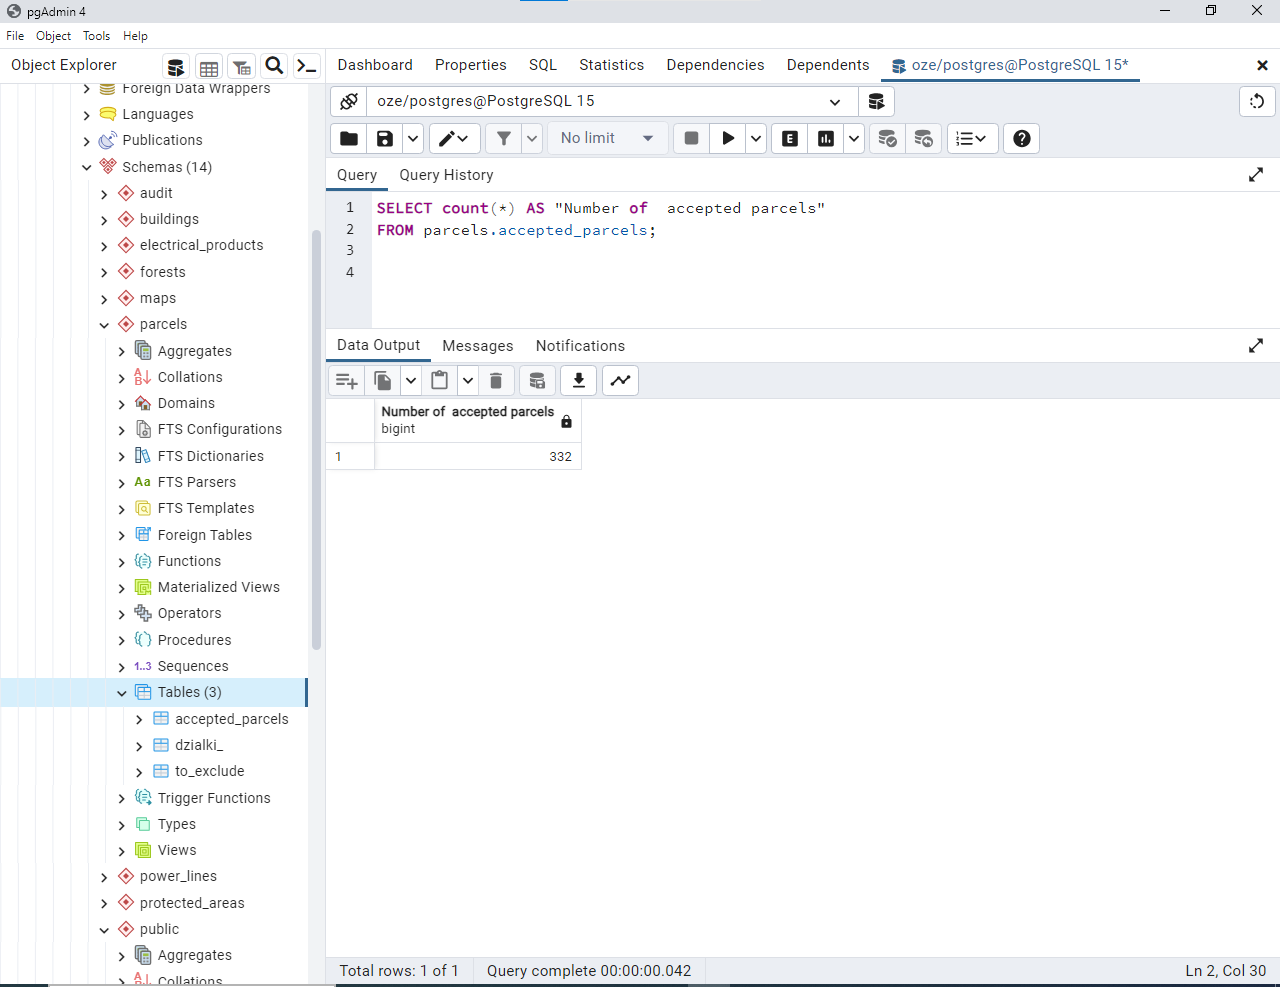 pgAdmin 4
File Object Tools Help
Object Explorer
Dashboard Properties SQL Statistics Dependencies Dependents oze/postgres@PostgreSQL 15*
Foreign Data Wrappers
Languages
Publications
Schemas (14)
audit
buildings
electrical_products
forests
maps
parcels
Aggregates
Collations
Domains
FTS Configurations
FTS Dictionaries
Aa FTS Parsers
FTS Templates
Foreign Tables
Functions
Materialized Views
Operators
Procedures
1..3 Sequences
Tables (3)
accepted_parcels
dzialki_
to_exclude
Trigger Functions
Types
Views
power_lines
protected_areas
public
Aggregates
Collations
oze/postgres@PostgreSQL 15
No limit
E
Query Query History
1 SELECT count(*) AS "Number of  accepted parcels"
2 FROM parcels.accepted_parcels;
3
4
Data Output Messages Notifications
Number of  accepted parcels
bigint
1 332
Total rows: 1 of 1 Query complete 00:00:00.042 Ln 2, Col 30